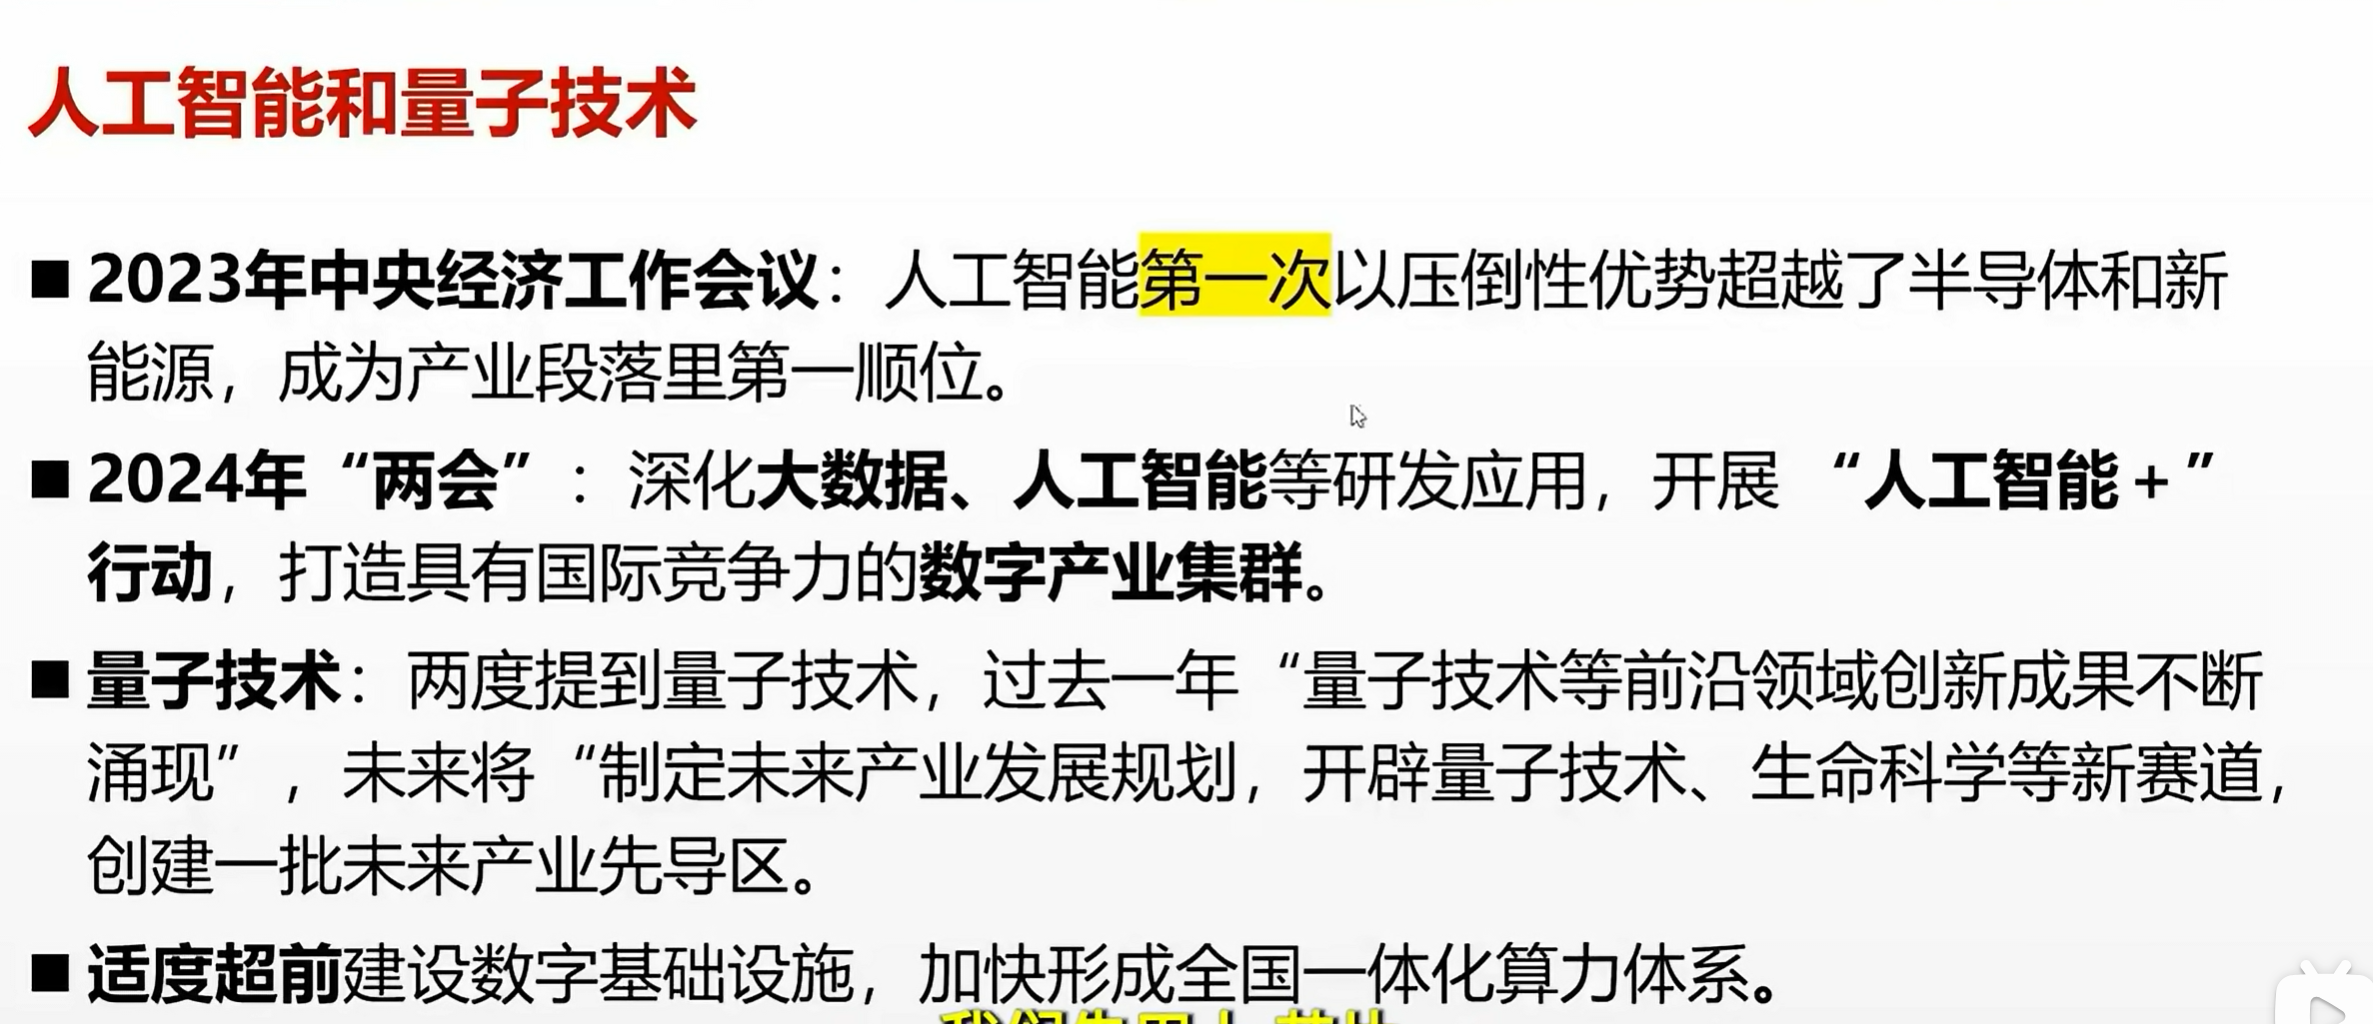 人工智能和量子技术
■ 2023年中央经济工作会议：人工智能第一次以压倒性优势超越了半导体和新
能源，成为产业段落里第一顺位。
■ 2024年“两会”：深化大数据、人工智能等研发应用，开展“人工智能+”
行动，打造具有国际竞争力的数字产业集群。
■ 量子技术：两度提到量子技术，过去一年“量子技术等前沿领域创新成果不断
涌现”，未来将“制定未来产业发展规划，开辟量子技术、生命科学等新赛道，
创建一批未来产业先导区。
■ 适度超前建设数字基础设施，加快形成全国一体化算力体系。